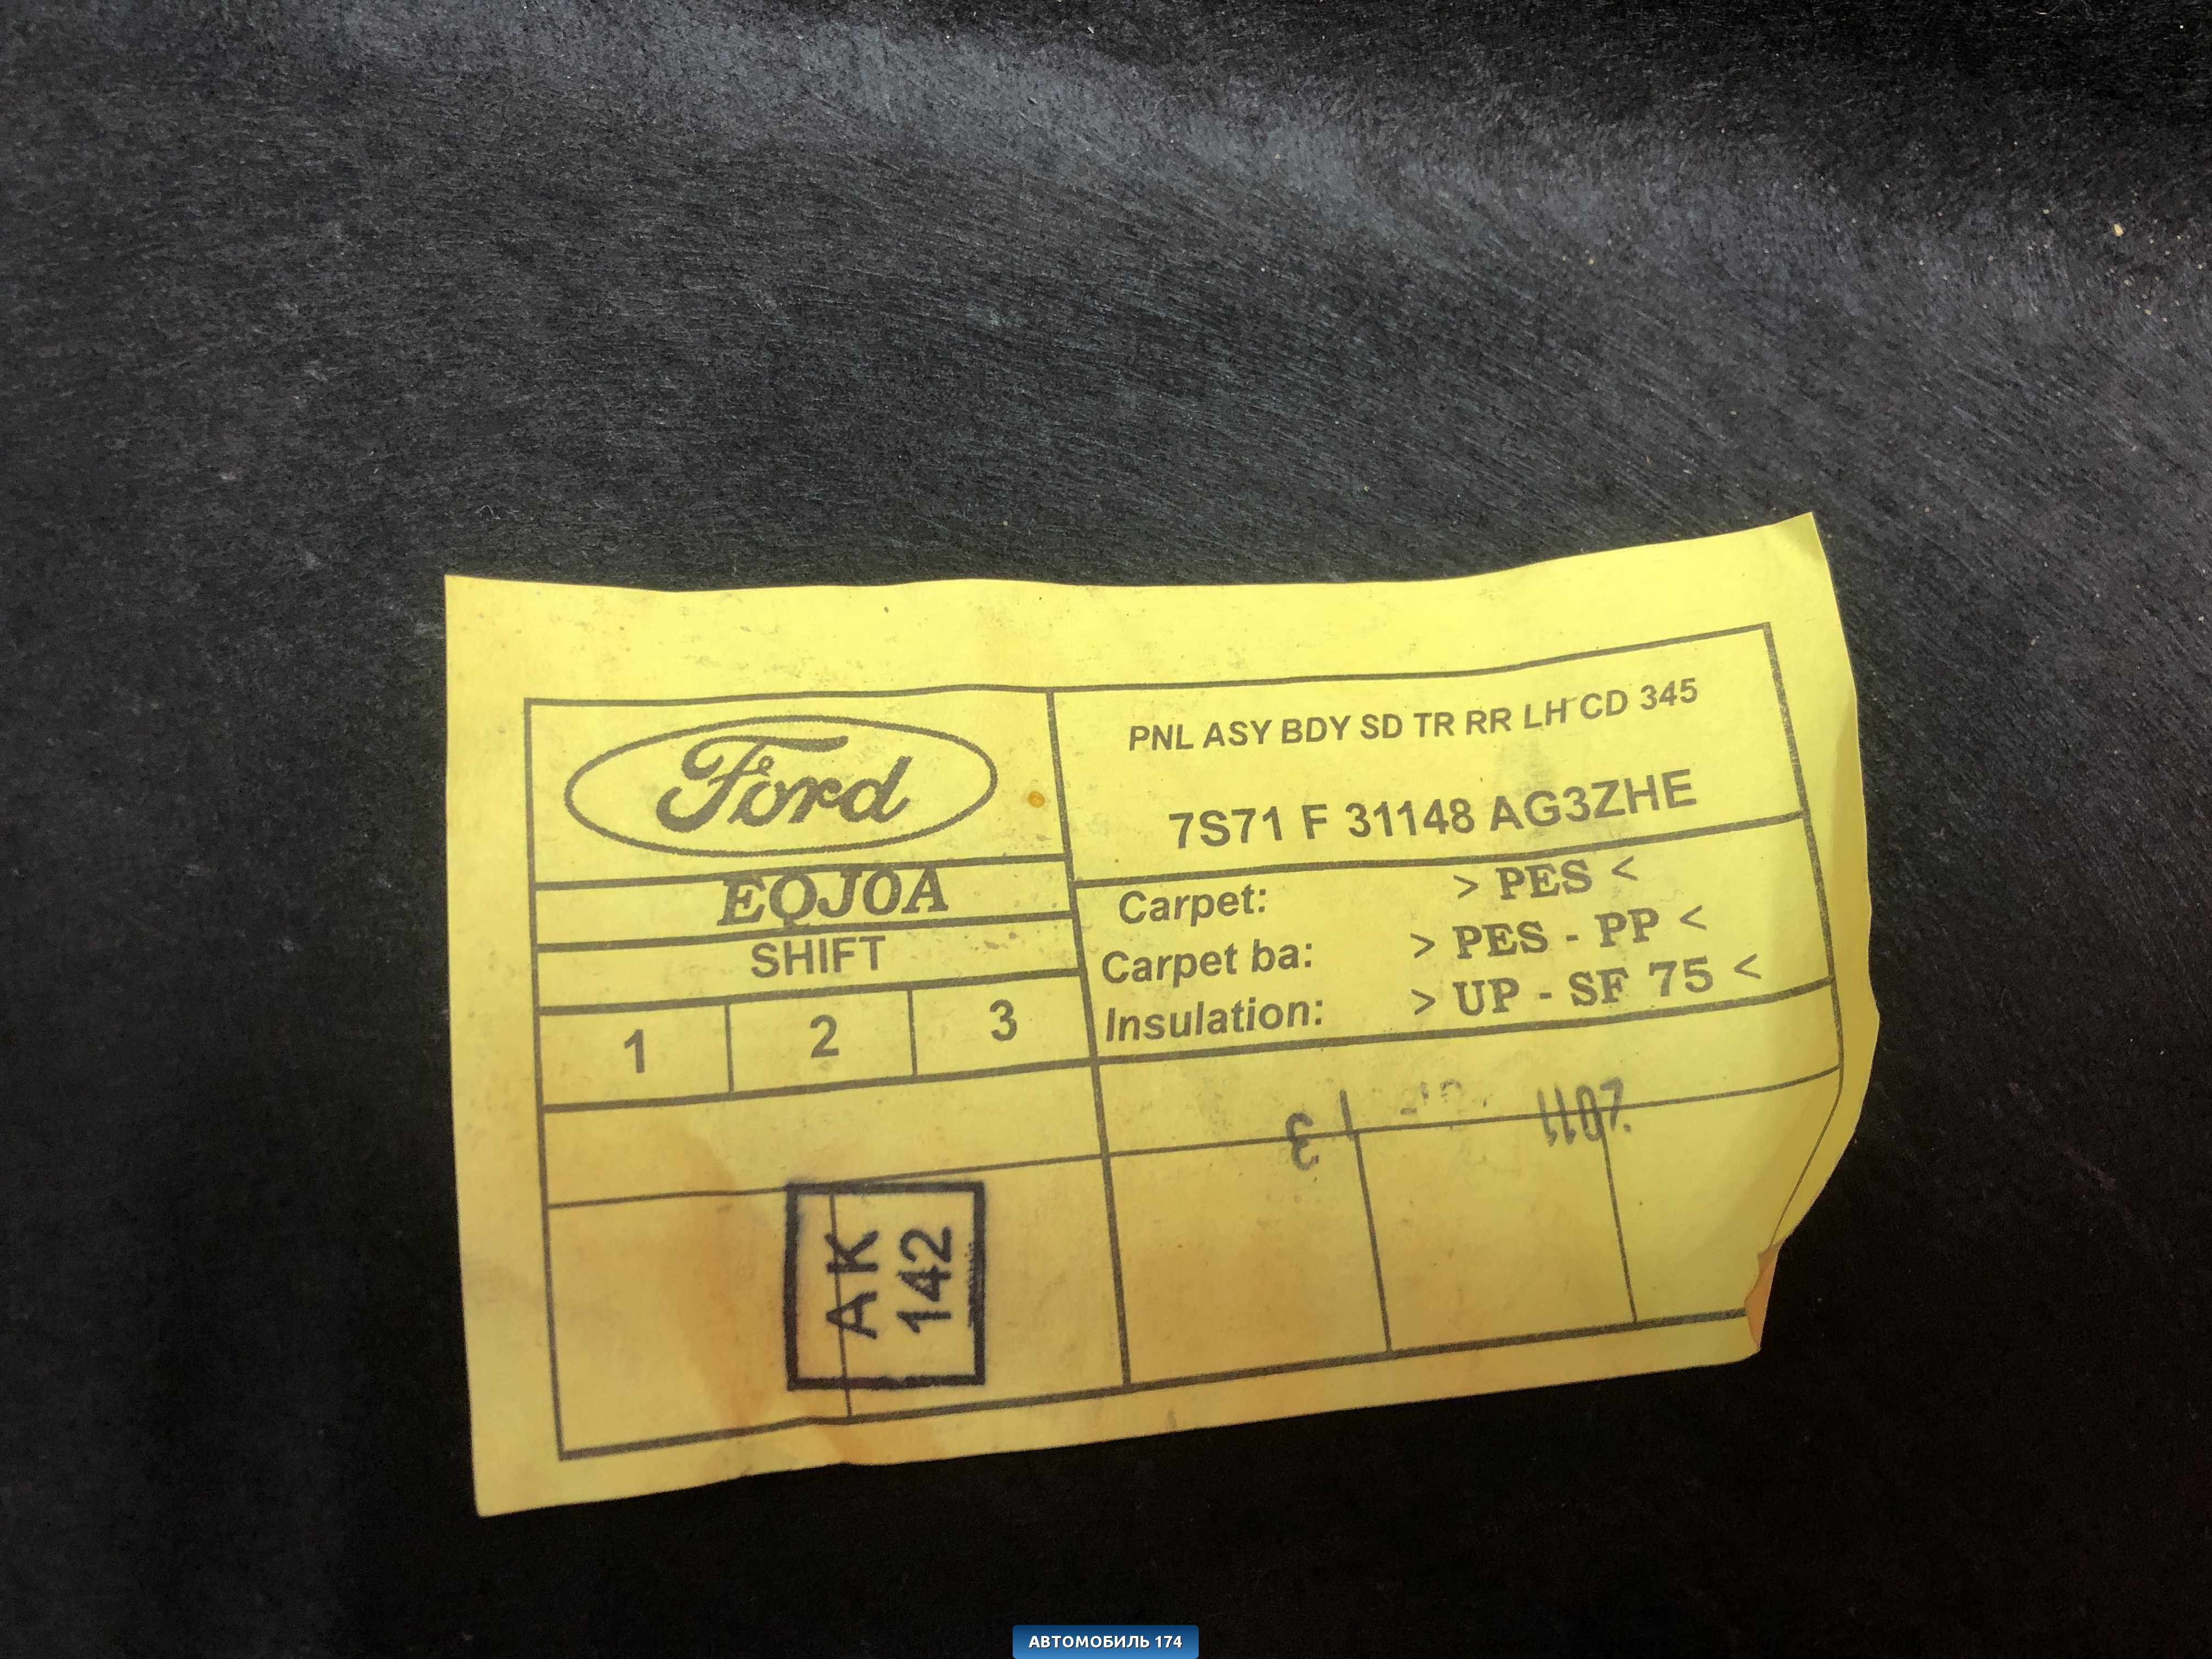 Ford
PNL ASY BDY SD TR RR LH CD 345
7S71 F 31148 AG3ZHE
EQJ0A
SHIFT
1 2 3
Carpet: > PES <
Carpet ba: > PES - PP <
Insulation: > UP - SF 75 <
2011
AK
142
АВТОМОБИЛЬ 174